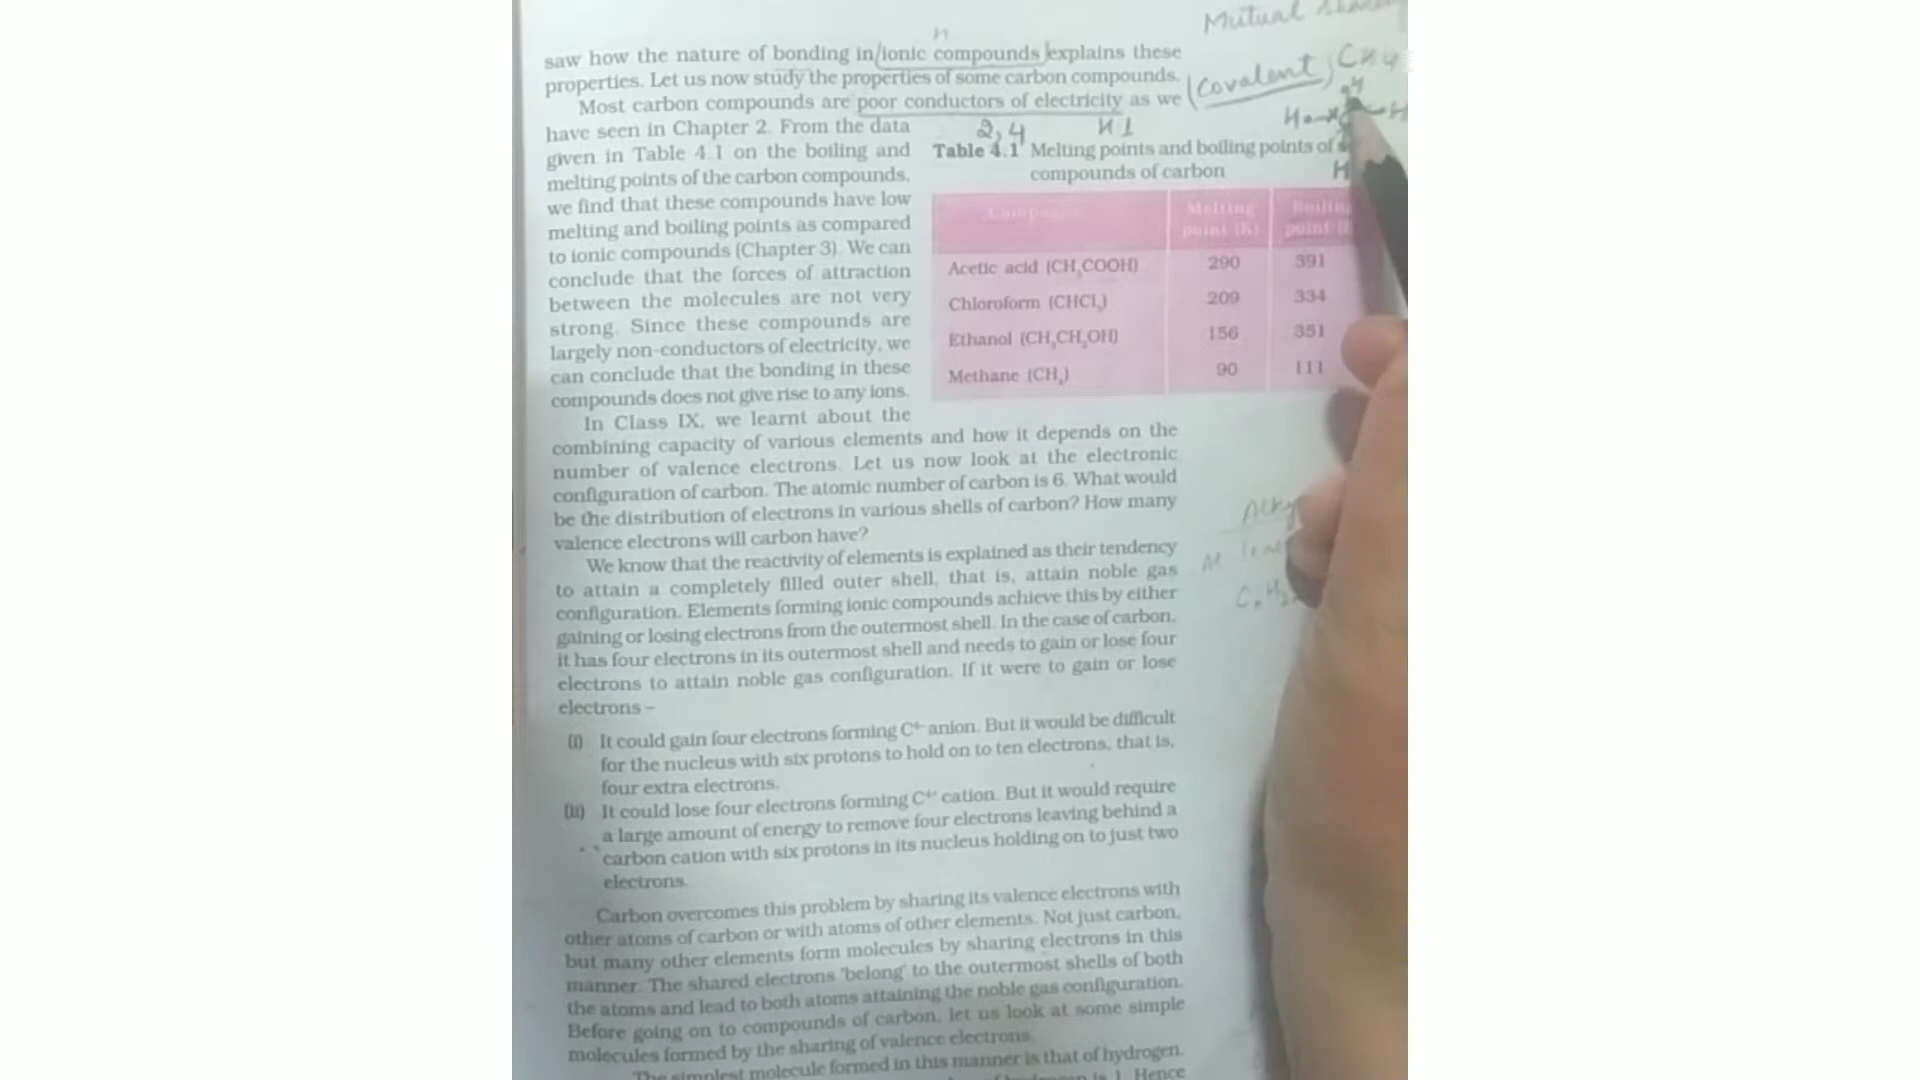 Mutual
saw how the nature of bonding in ionic compounds explains these
properties. Let us now study the properties of some carbon compounds.
(Covalent) CH4
Most carbon compounds are poor conductors of electricity as we
have seen in Chapter 2. From the data
given in Table 4.1 on the boiling and
melting points of the carbon compounds,
we find that these compounds have low
melting and boiling points as compared
to ionic compounds (Chapter 3). We can
conclude that the forces of attraction
between the molecules are not very
strong. Since these compounds are
largely non-conductors of electricity, we
can conclude that the bonding in these
compounds does not give rise to any ions.
2,4 H 1
Table 4.1 Melting points and boiling points of
compounds of carbon
Compound Melting point (K) Boiling point
Acetic acid (CH3COOH) 290 391
Chloroform (CHCl3) 209 334
Ethanol (CH3CH2OH) 156 351
Methane (CH4) 90 111
In Class IX, we learnt about the
combining capacity of various elements and how it depends on the
number of valence electrons. Let us now look at the electronic
configuration of carbon. The atomic number of carbon is 6. What would
be the distribution of electrons in various shells of carbon? How many
valence electrons will carbon have?
We know that the reactivity of elements is explained as their tendency
to attain a completely filled outer shell, that is, attain noble gas
configuration. Elements forming ionic compounds achieve this by either
gaining or losing electrons from the outermost shell. In the case of carbon,
it has four electrons in its outermost shell and needs to gain or lose four
electrons to attain noble gas configuration. If it were to gain or lose
electrons –
(i) It could gain four electrons forming C4- anion. But it would be difficult
for the nucleus with six protons to hold on to ten electrons, that is,
four extra electrons.
(ii) It could lose four electrons forming C4+ cation. But it would require
a large amount of energy to remove four electrons leaving behind a
carbon cation with six protons in its nucleus holding on to just two
electrons.
Carbon overcomes this problem by sharing its valence electrons with
other atoms of carbon or with atoms of other elements. Not just carbon,
but many other elements form molecules by sharing electrons in this
manner. The shared electrons 'belong' to the outermost shells of both
the atoms and lead to both atoms attaining the noble gas configuration.
Before going on to compounds of carbon, let us look at some simple
molecules formed by the sharing of valence electrons.
The simplest molecule formed in this manner is that of hydrogen.
is 1. Hence